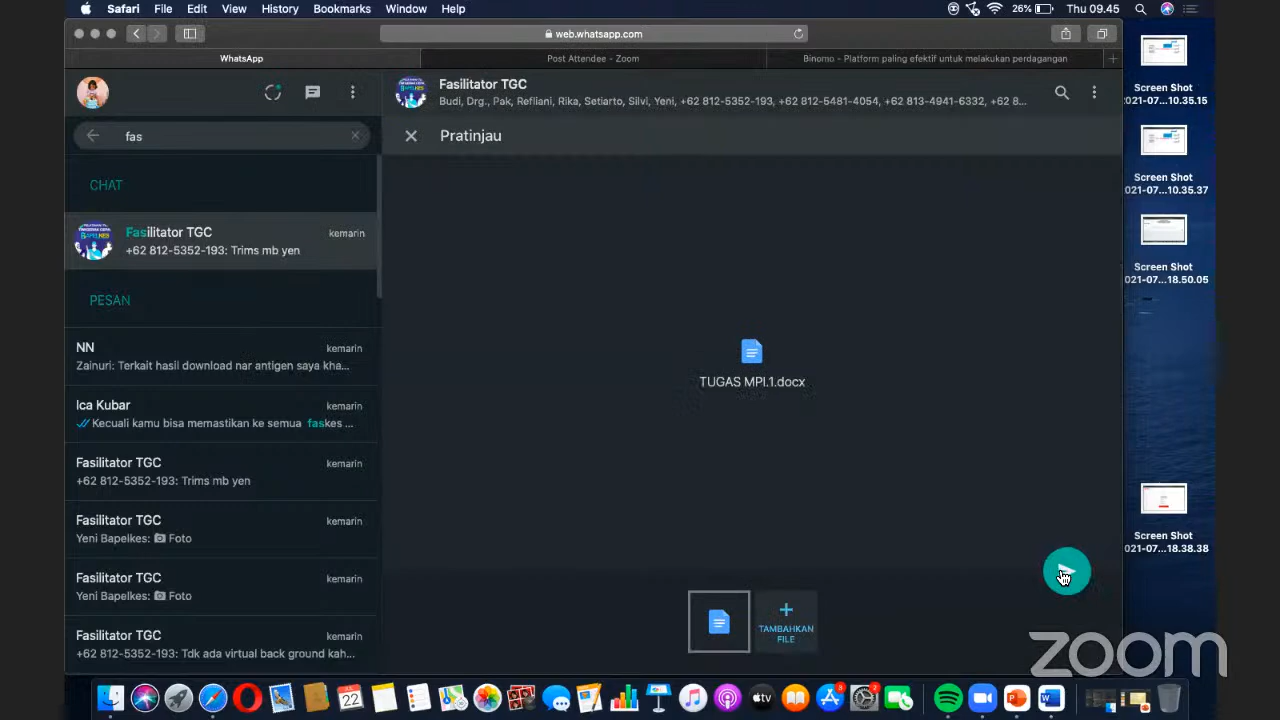 Safari File Edit View History Bookmarks Window Help 26% Thu 09.45
web.whatsapp.com
WhatsApp Post Attendee - Zoom Binomo - Platform paling efektif untuk melakukan perdagangan
Fasilitator TGC
Budi, Drg., Pak, Refliani, Rika, Setiarto, Silvi, Yeni, +62 812-5352-193, +62 812-5481-4054, +62 813-4941-6332, +62 8...
fas
Pratinjau
CHAT
Fasilitator TGC kemarin
+62 812-5352-193: Trims mb yen
PESAN
NN kemarin
Zainuri: Terkait hasil download nar antigen saya kha...
Ica Kubar kemarin
Kecuali kamu bisa memastikan ke semua faskes ...
Fasilitator TGC kemarin
+62 812-5352-193: Trims mb yen
Fasilitator TGC kemarin
Yeni Bapelkes: Foto
Fasilitator TGC kemarin
Yeni Bapelkes: Foto
Fasilitator TGC kemarin
+62 812-5352-193: Tdk ada virtual back ground kah...
TUGAS MPI.1.docx
TAMBAHKAN
FILE
Screen Shot
021-07...10.35.15
Screen Shot
021-07...10.35.37
Screen Shot
021-07...18.50.05
Screen Shot
021-07...18.38.38
zoom
22